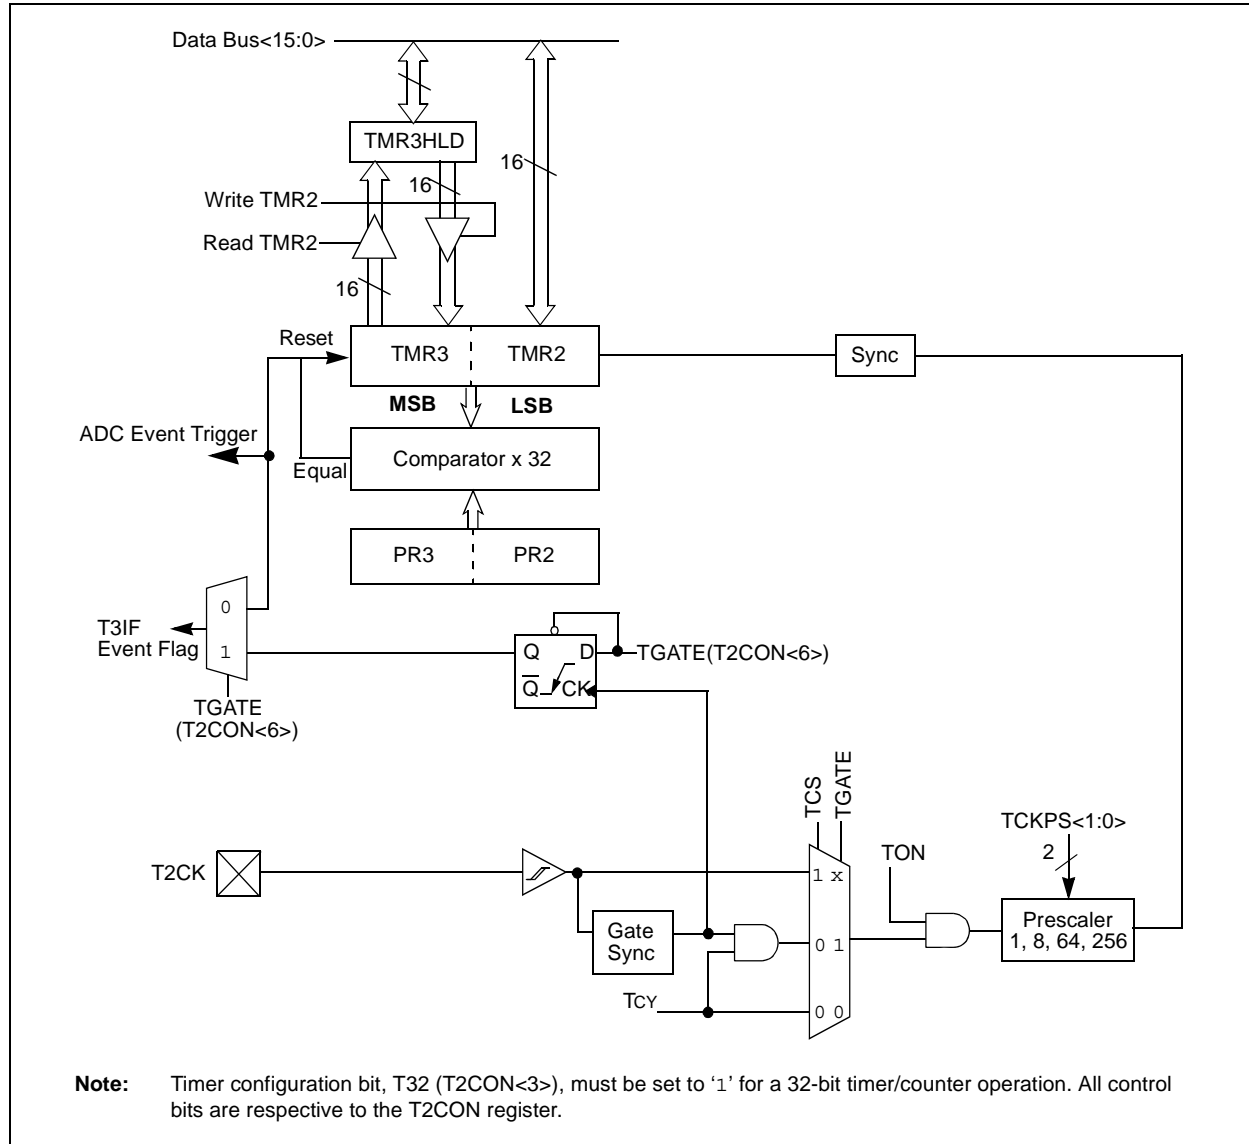 Data Bus<15:0>
TMR3HLD
16
16
Write TMR2
Read TMR2
16
Reset
TMR3
TMR2
Sync
MSB
LSB
ADC Event Trigger
Equal
Comparator x 32
PR3
PR2
0
T3IF
Event Flag
1
Q
D
TGATE(T2CON<6>)
Q
CK
TGATE
(T2CON<6>)
TCS
TGATE
TCKPS<1:0>
2
TON
T2CK
1 x
Prescaler
1, 8, 64, 256
Gate
Sync
0 1
TCY
0 0
Note: Timer configuration bit, T32 (T2CON<3>), must be set to ‘1’ for a 32-bit timer/counter operation. All control
bits are respective to the T2CON register.